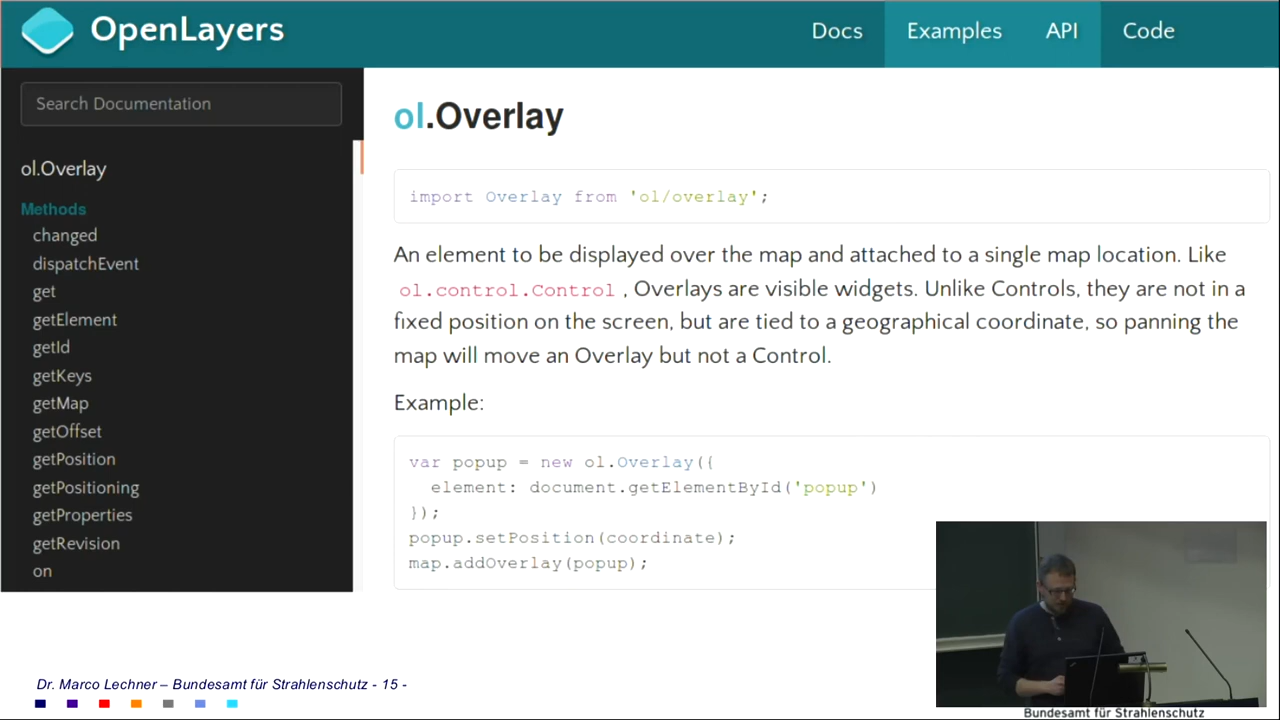 OpenLayers
Docs Examples API Code
Search Documentation
ol.Overlay
Methods
changed
dispatchEvent
get
getElement
getId
getKeys
getMap
getOffset
getPosition
getPositioning
getProperties
getRevision
on
ol.Overlay
import Overlay from 'ol/overlay';
An element to be displayed over the map and attached to a single map location. Like
ol.control.Control , Overlays are visible widgets. Unlike Controls, they are not in a
fixed position on the screen, but are tied to a geographical coordinate, so panning the
map will move an Overlay but not a Control.
Example:
var popup = new ol.Overlay({
element: document.getElementById('popup')
});
popup.setPosition(coordinate);
map.addOverlay(popup);
Dr. Marco Lechner – Bundesamt für Strahlenschutz - 15 -
Bundesamt für Strahlenschutz